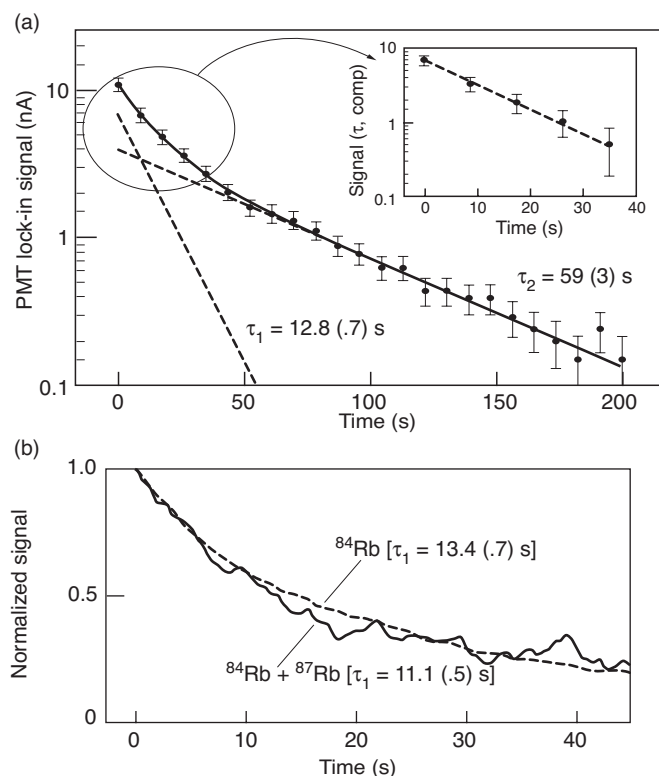 (a)
PMT lock-in signal (nA)
10
1
0.1
0
50
100
150
200
Time (s)
τ1 = 12.8 (.7) s
τ2 = 59 (3) s
Signal (τ, comp)
10
1
0.1
0
10
20
30
40
Time (s)
(b)
Normalized signal
1.0
0.5
0
0
10
20
30
40
Time (s)
⁸⁴Rb [τ1 = 13.4 (.7) s]
⁸⁴Rb + ⁸⁷Rb [τ1 = 11.1 (.5) s]